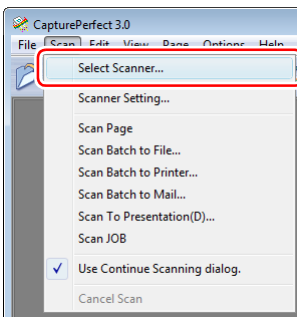 CapturePerfect 3.0
File Scan Edit View Page Options Help
Select Scanner...
Scanner Setting...
Scan Page
Scan Batch to File...
Scan Batch to Printer...
Scan Batch to Mail...
Scan To Presentation(D)...
Scan JOB
Use Continue Scanning dialog.
Cancel Scan